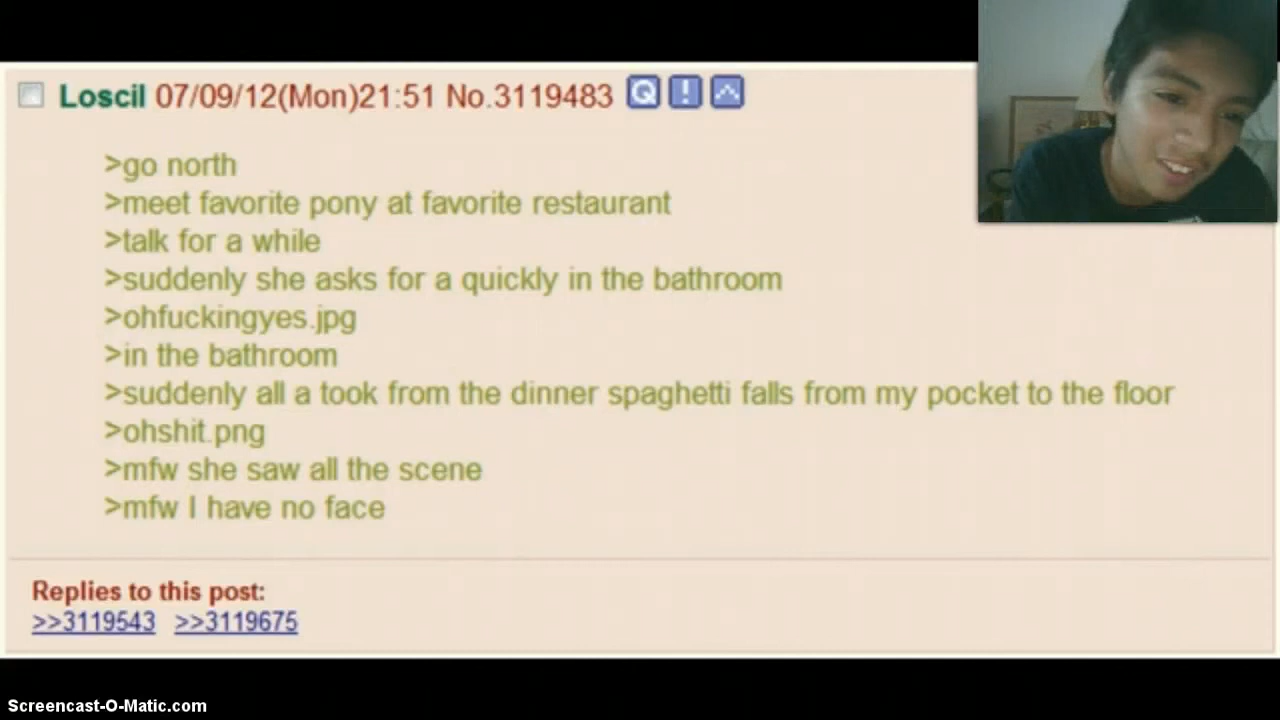 Loscil 07/09/12(Mon)21:51 No.3119483
>go north
>meet favorite pony at favorite restaurant
>talk for a while
>suddenly she asks for a quickly in the bathroom
>ohfuckingyes.jpg
>in the bathroom
>suddenly all a took from the dinner spaghetti falls from my pocket to the floor
>ohshit.png
>mfw she saw all the scene
>mfw I have no face
Replies to this post:
>>3119543 >>3119675
Screencast-O-Matic.com